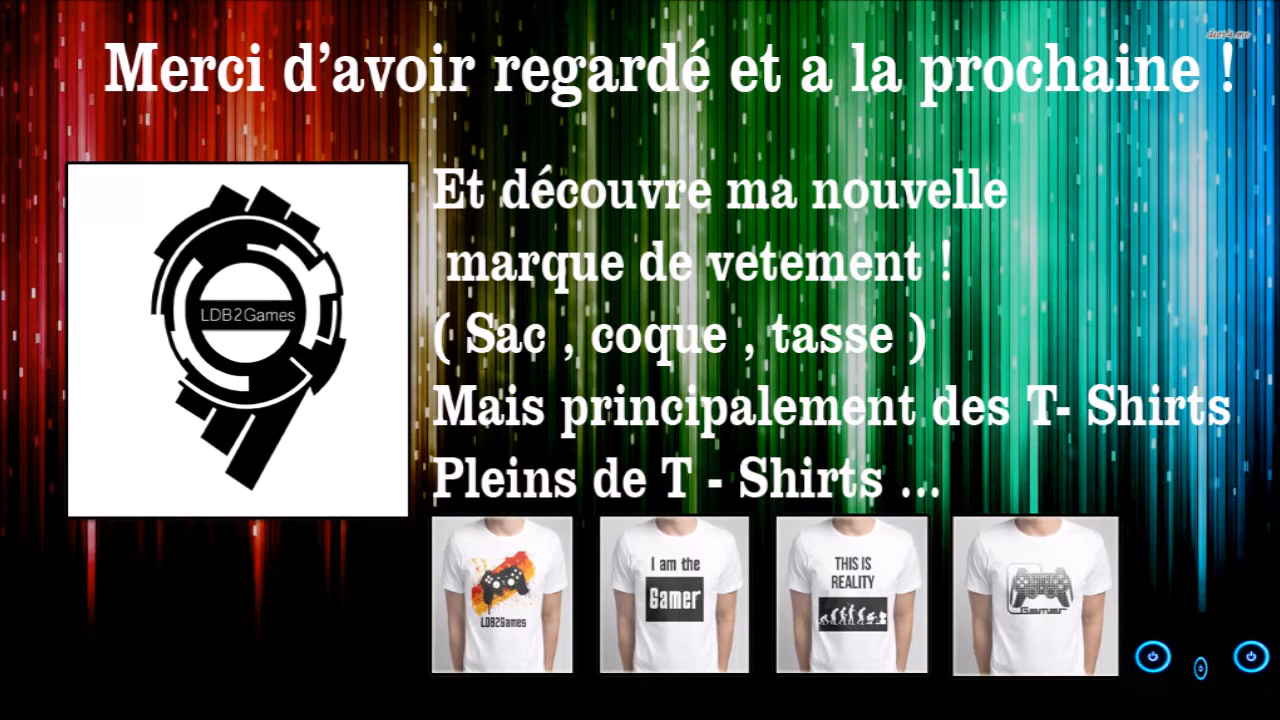 Merci d’avoir regardé et a la prochaine !
LDB2Games
Et découvre ma nouvelle
marque de vetement !
( Sac , coque , tasse )
Mais principalement des T- Shirts
Pleins de T - Shirts ...
LDB2Games
I am the
Gamer
THIS IS
REALITY
Gamer